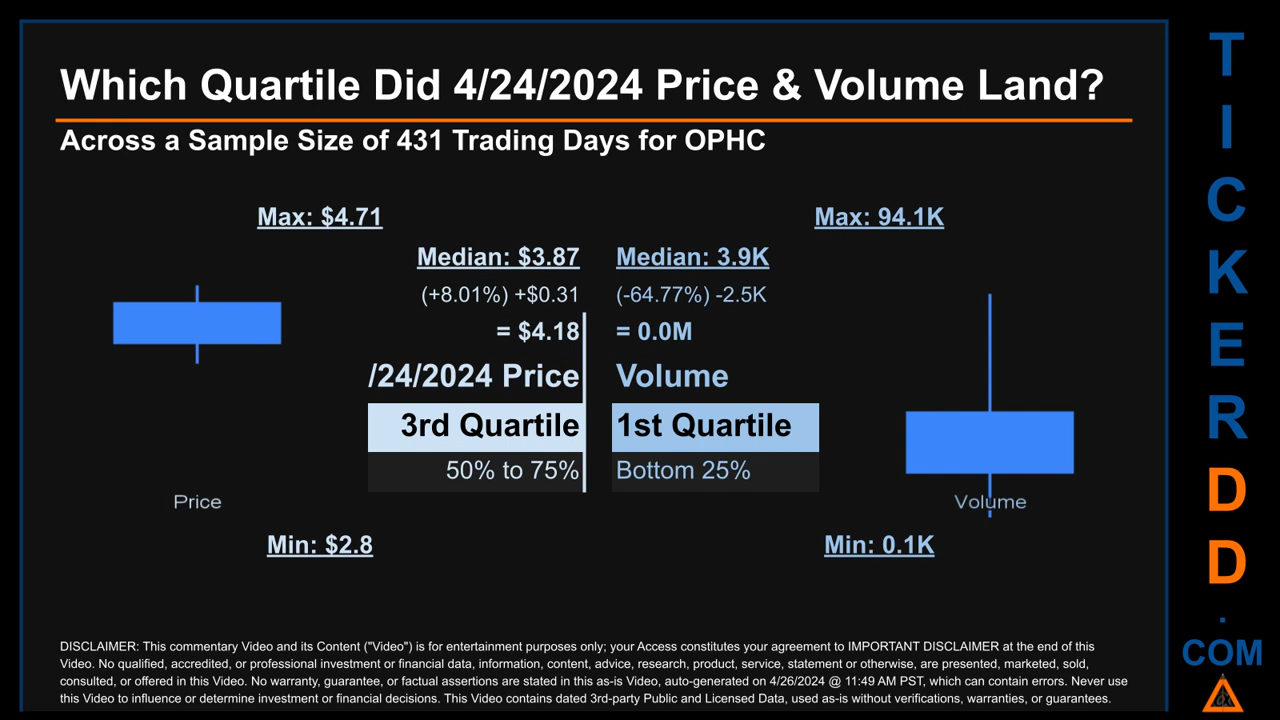 Which Quartile Did 4/24/2024 Price & Volume Land?
Across a Sample Size of 431 Trading Days for OPHC
Max: $4.71
Max: 94.1K
Median: $3.87
Median: 3.9K
(+8.01%) +$0.31
(-64.77%) -2.5K
= $4.18
= 0.0M
/24/2024 Price
Volume
3rd Quartile
1st Quartile
50% to 75%
Bottom 25%
Price
Volume
Min: $2.8
Min: 0.1K
DISCLAIMER: This commentary Video and its Content ("Video") is for entertainment purposes only; your Access constitutes your agreement to IMPORTANT DISCLAIMER at the end of this
Video. No qualified, accredited, or professional investment or financial data, information, content, advice, research, product, service, statement or otherwise, are presented, marketed, sold,
consulted, or offered in this Video. No warranty, guarantee, or factual assertions are stated in this as-is Video, auto-generated on 4/26/2024 @ 11:49 AM PST, which can contain errors. Never use
this Video to influence or determine investment or financial decisions. This Video contains dated 3rd-party Public and Licensed Data, used as-is without verifications, warranties, or guarantees.
T
I
C
K
E
R
D
D
.
COM